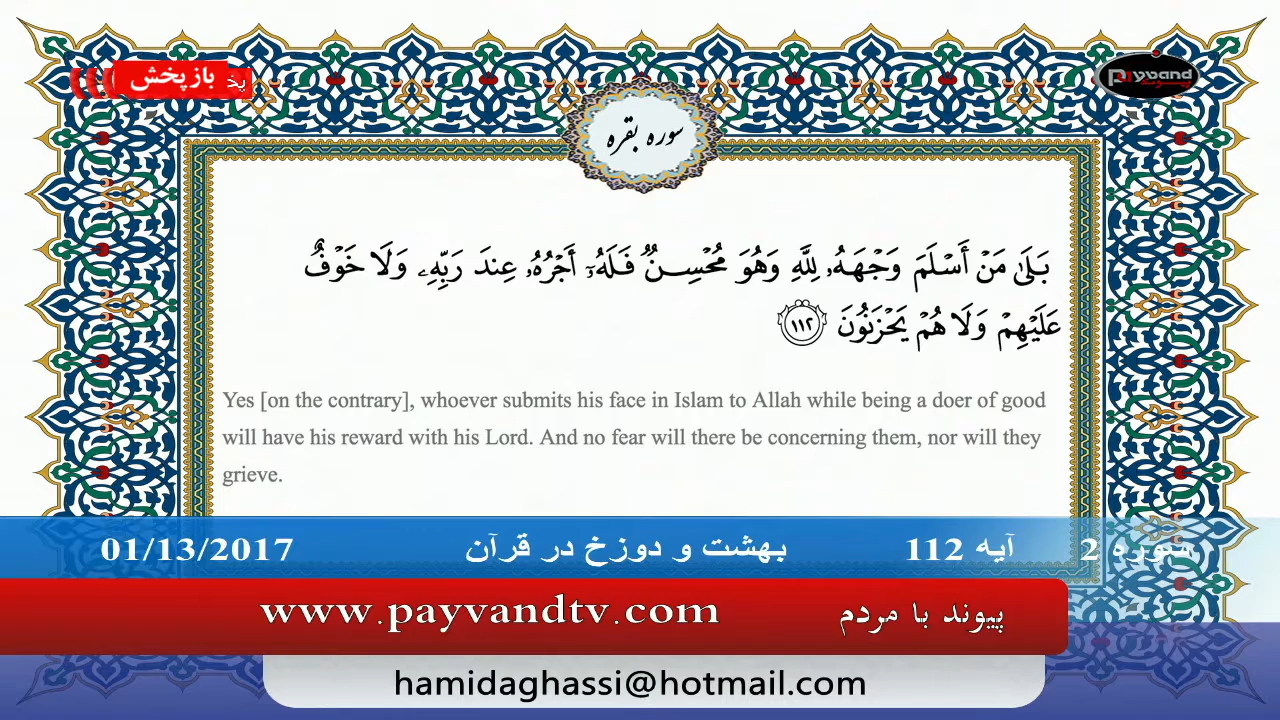 بازپخش
payvand
سوره بقره
بَلَىٰ مَنْ أَسْلَمَ وَجْهَهُۥ لِلَّهِ وَهُوَ مُحْسِنٌ فَلَهُۥٓ أَجْرُهُۥ عِندَ رَبِّهِۦ وَلَا خَوْفٌ
عَلَيْهِمْ وَلَا هُمْ يَحْزَنُونَ ١١٢
Yes [on the contrary], whoever submits his face in Islam to Allah while being a doer of good
will have his reward with his Lord. And no fear will there be concerning them, nor will they
grieve.
سوره 2 آیه 112 بهشت و دوزخ در قرآن 01/13/2017
پیوند با مردم www.payvandtv.com
hamidaghassi@hotmail.com